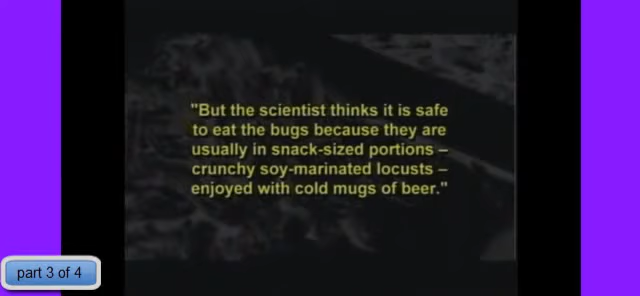 "But the scientist thinks it is safe
to eat the bugs because they are
usually in snack-sized portions –
crunchy soy-marinated locusts –
enjoyed with cold mugs of beer."
part 3 of 4